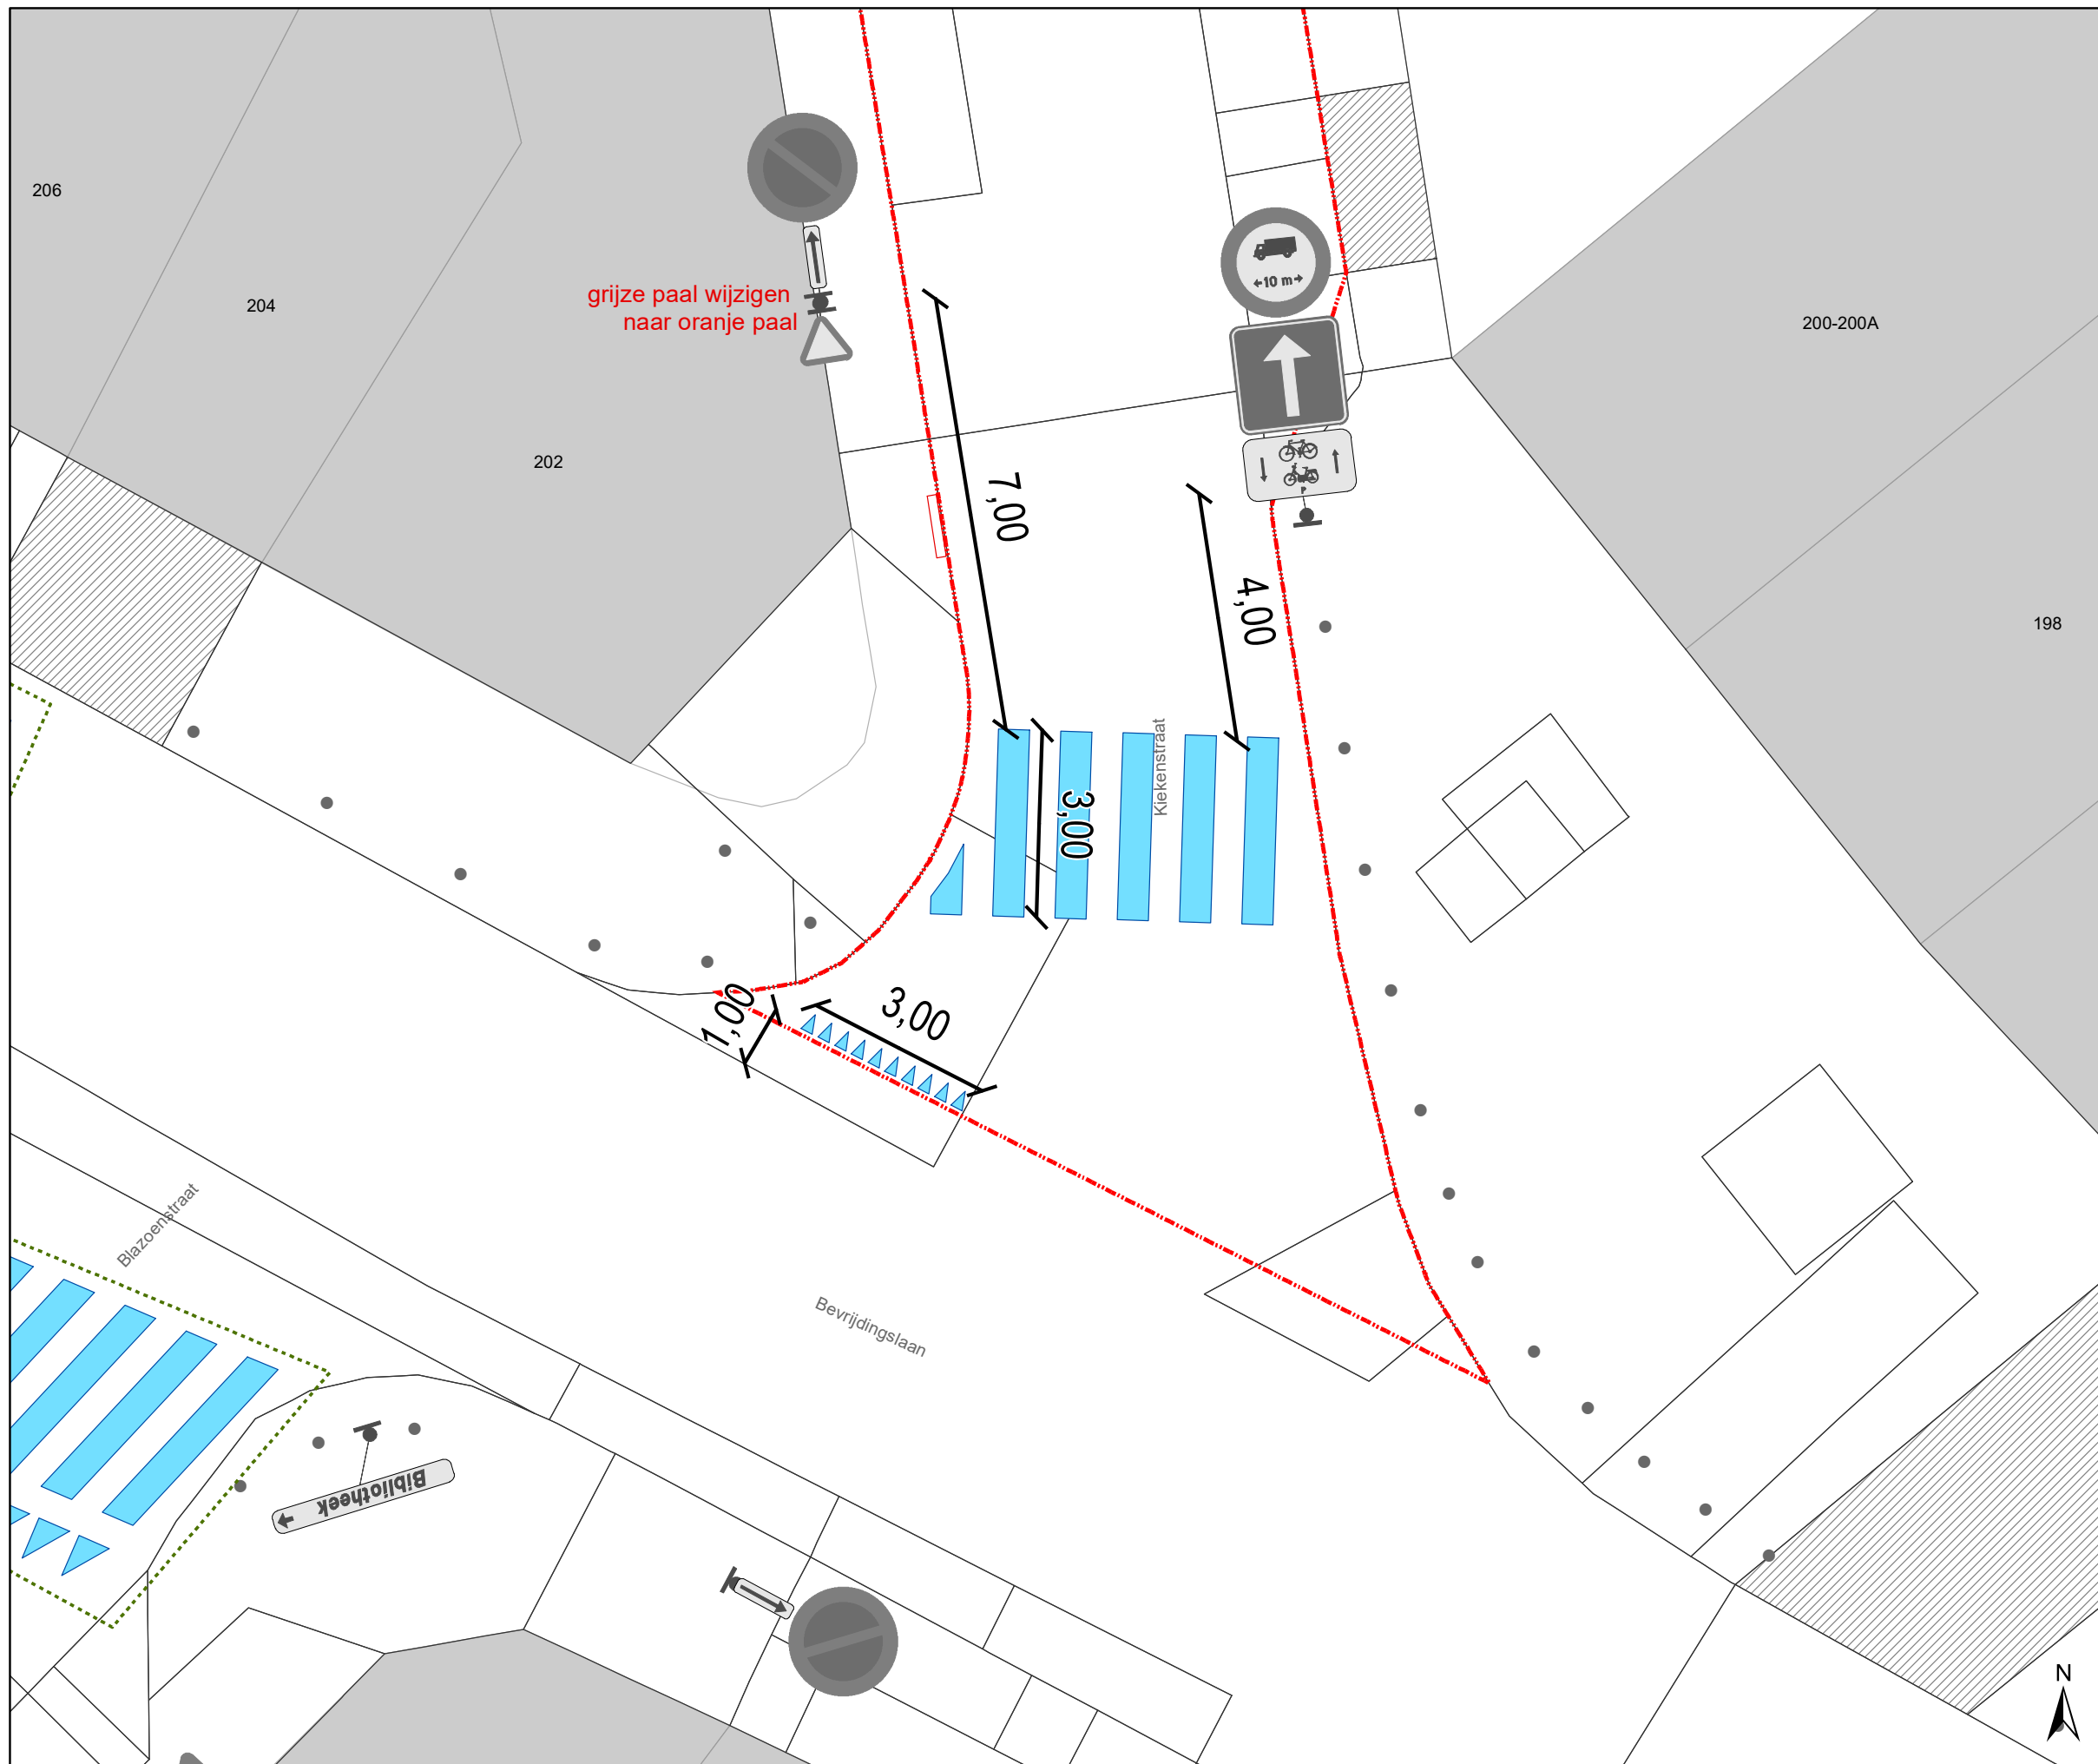 206
204
202
grijze paal wijzigen
naar oranje paal
10 m
P
200-200A
198
7,00
4,00
3,00
Kiekenstraat
1,00
3,00
Blazoenstraat
Bevrijdingslaan
Bibliotheek
N